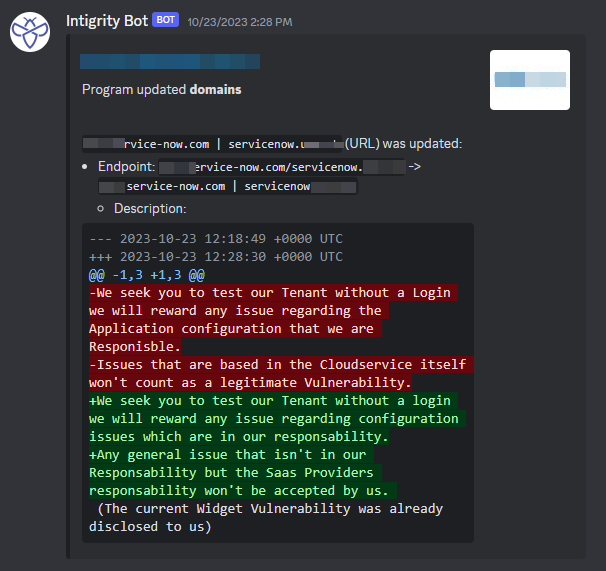 Intigrity Bot BOT 10/23/2023 2:28 PM
Program updated domains
rvice-now.com | servicenow. (URL) was updated:
Endpoint: ervice-now.com/servicenow. ->
service-now.com | servicenow
Description:
--- 2023-10-23 12:18:49 +0000 UTC
+++ 2023-10-23 12:28:30 +0000 UTC
@@ -1,3 +1,3 @@
-We seek you to test our Tenant without a Login
we will reward any issue regarding the
Application configuration that we are
Responisble.
-Issues that are based in the Cloudservice itself
won't count as a legitimate Vulnerability.
+We seek you to test our Tenant without a login
we will reward any issue regarding configuration
issues which are in our responsability.
+Any general issue that isn't in our
Responsability but the Saas Providers
responsability won't be accepted by us.
(The current Widget Vulnerability was already
disclosed to us)